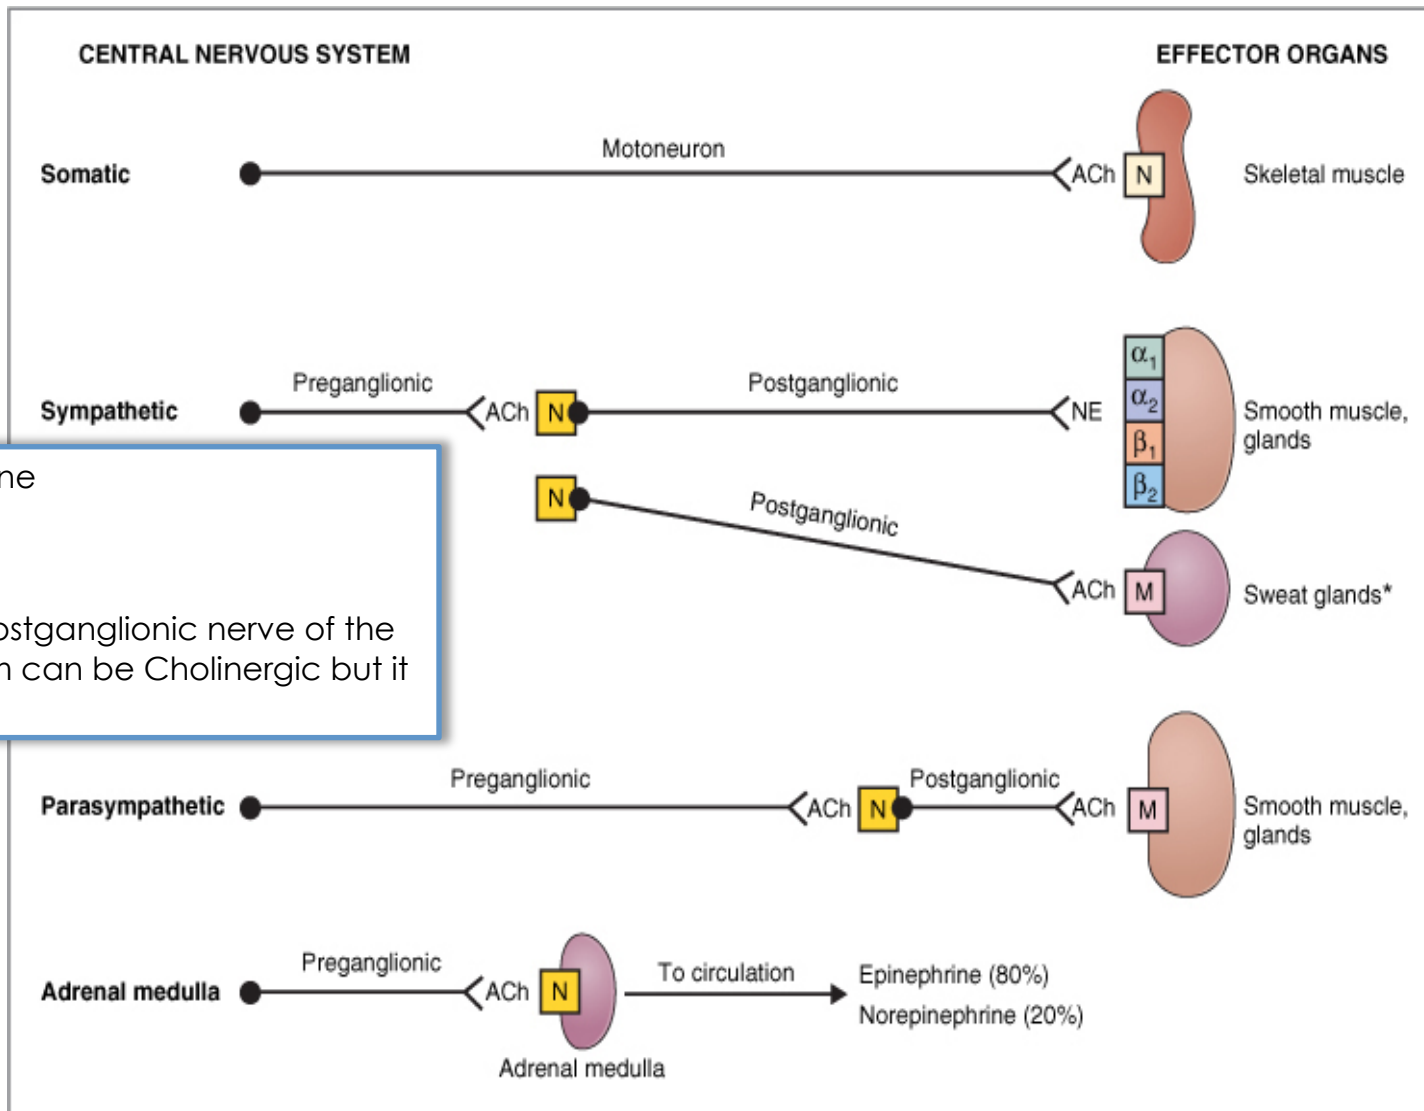 CENTRAL NERVOUS SYSTEM
EFFECTOR ORGANS
Motoneuron
Somatic
ACh
N
Skeletal muscle
Preganglionic
Postganglionic
Sympathetic
ACh
N
NE
α1
α2
β1
β2
Smooth muscle,
glands
N
Postganglionic
ACh
M
Sweat glands*
ne
ostganglionic nerve of the
can be Cholinergic but it
Preganglionic
Postganglionic
Parasympathetic
ACh
N
ACh
M
Smooth muscle,
glands
Preganglionic
Adrenal medulla
ACh
N
To circulation
Epinephrine (80%)
Norepinephrine (20%)
Adrenal medulla